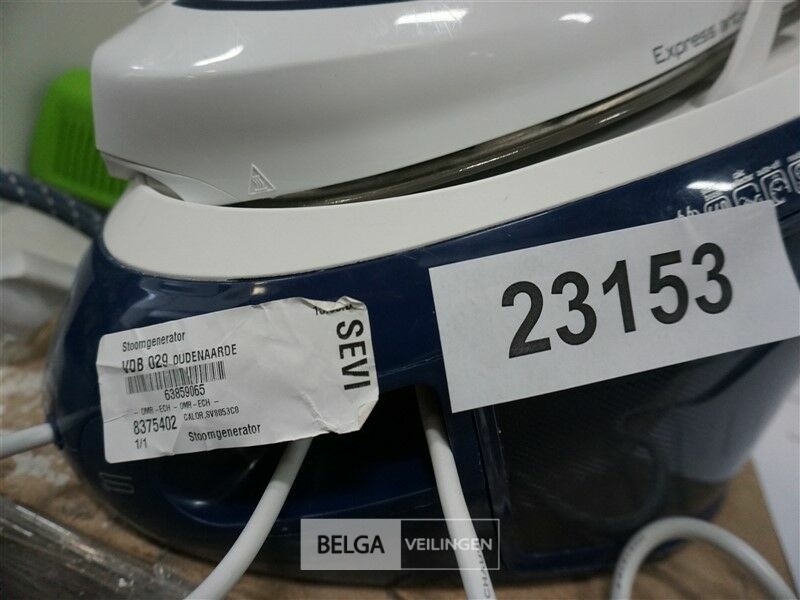 Express anti
23153
Stoomgenerator
VDB 029 OUDENAARDE
63859065
- OMR-ECH - OMR-ECH -
8375402 CALOR,SV8053C0
1/1 Stoomgenerator
SEVI
BELGA VEILINGEN